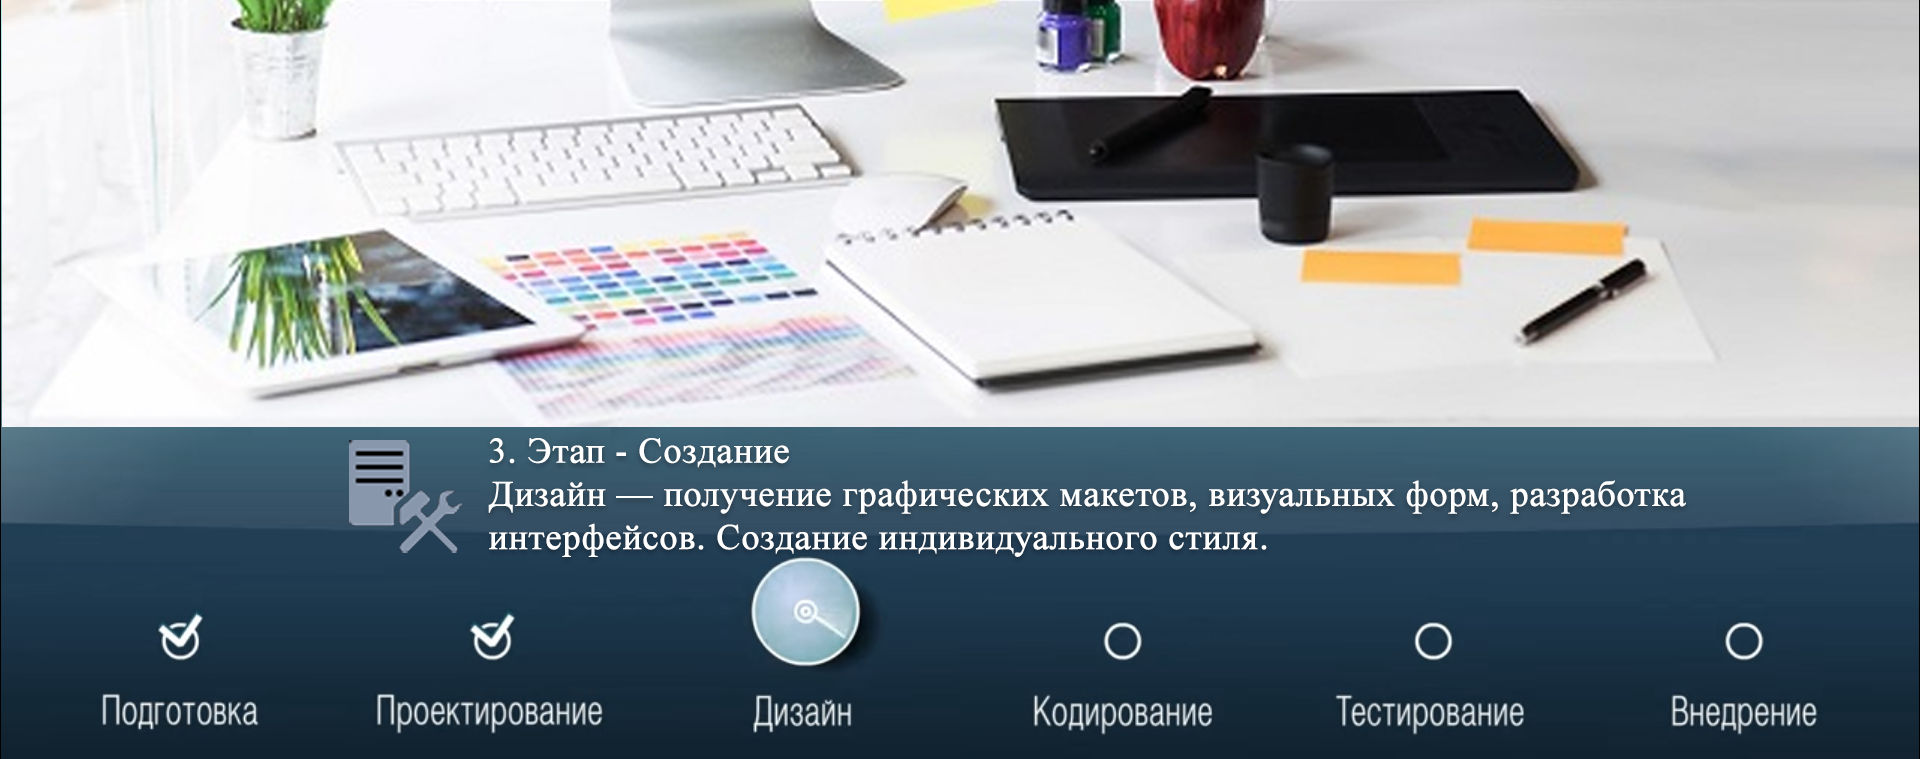 3. Этап - Создание
Дизайн — получение графических макетов, визуальных форм, разработка
интерфейсов. Создание индивидуального стиля.
Подготовка
Проектирование
Дизайн
Кодирование
Тестирование
Внедрение